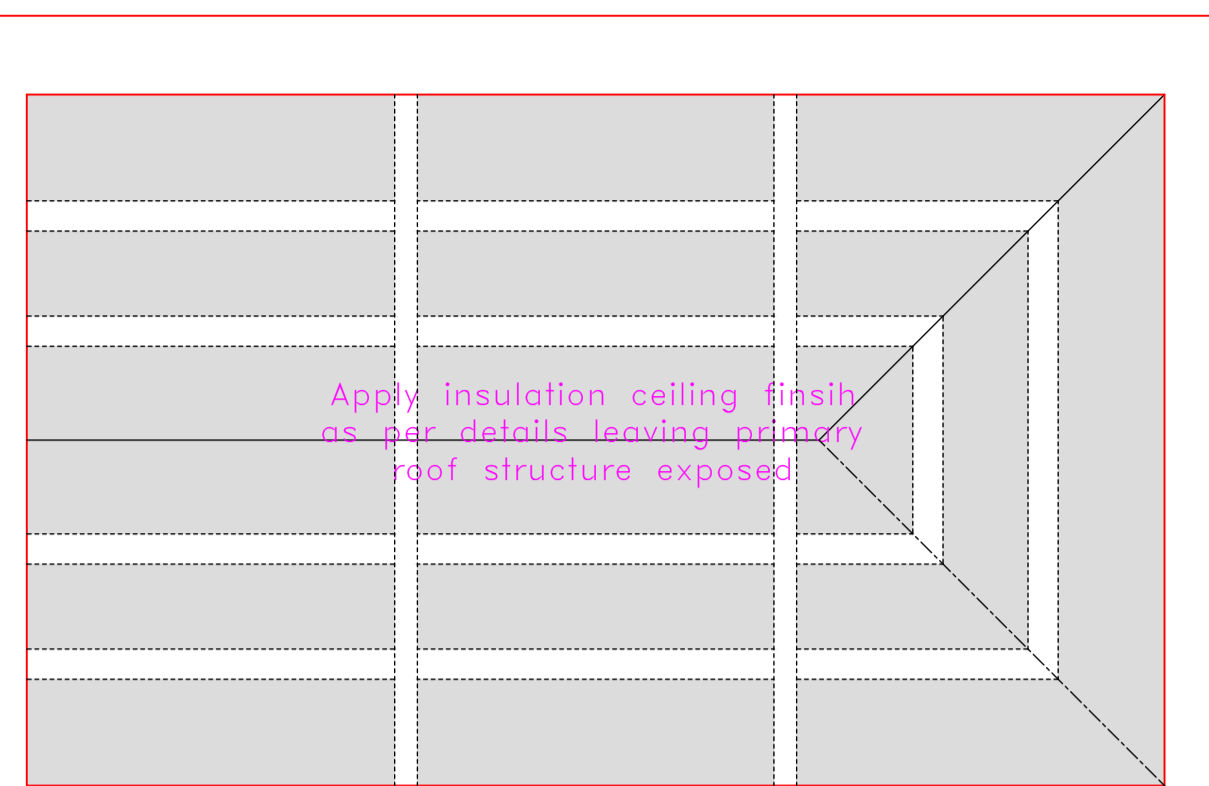 Apply insulation ceiling finsih
as per details leaving primary
roof structure exposed